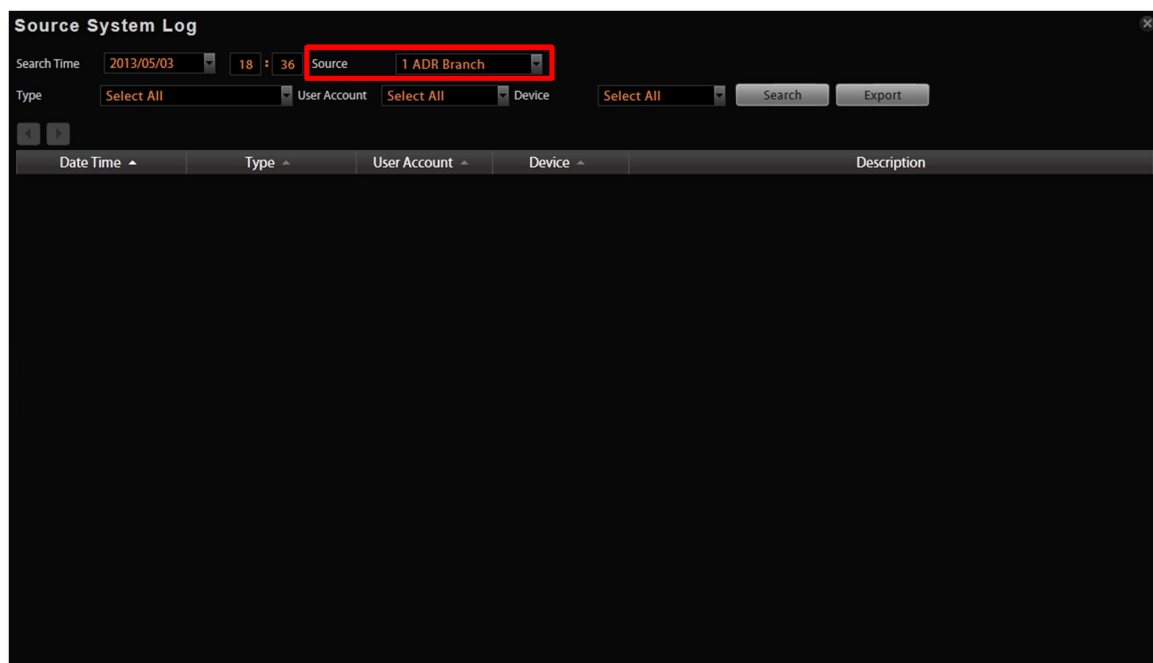 Source System Log
Search Time 2013/05/03 18 : 36 Source 1 ADR Branch
Type Select All User Account Select All Device Select All Search Export
Date Time Type User Account Device Description